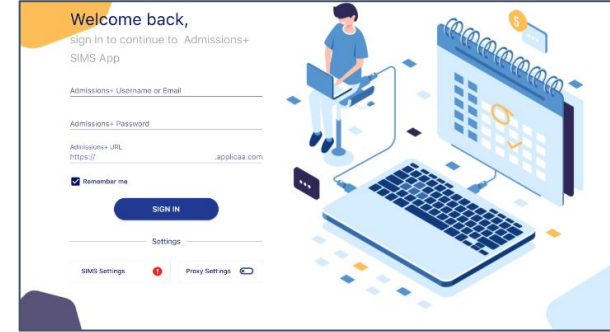 Welcome back,
sign in to continue to Admissions+
SIMS App
Admissions+ Username or Email
Admissions+ Password
Admissions+ URL
https:// .applicaa.com
Remember me
SIGN IN
Settings
SIMS Settings ! Proxy Settings
5